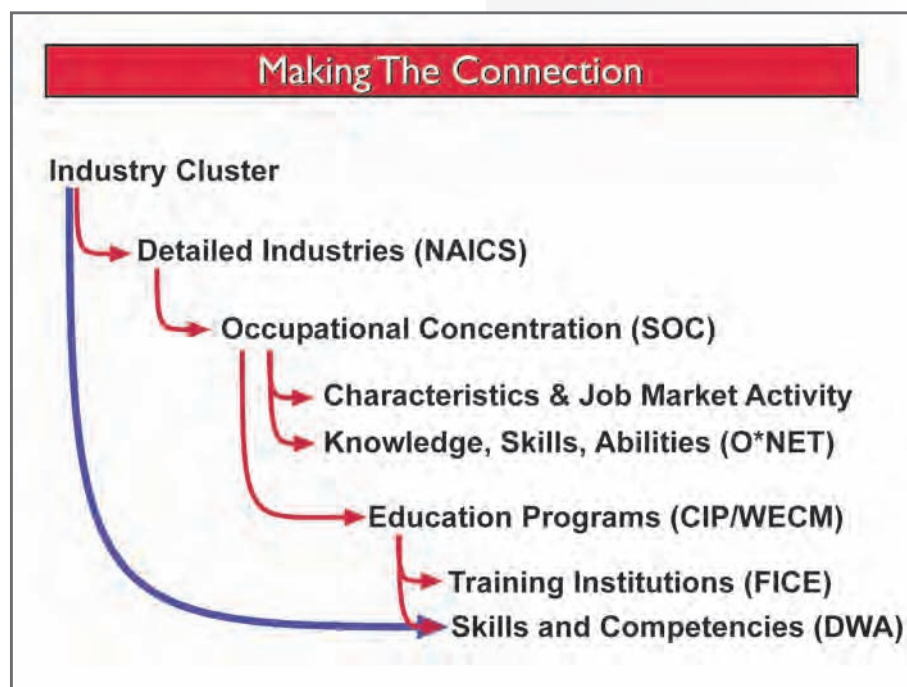 Making The Connection
Industry Cluster
Detailed Industries (NAICS)
Occupational Concentration (SOC)
Characteristics & Job Market Activity
Knowledge, Skills, Abilities (O*NET)
Education Programs (CIP/WECM)
Training Institutions (FICE)
Skills and Competencies (DWA)